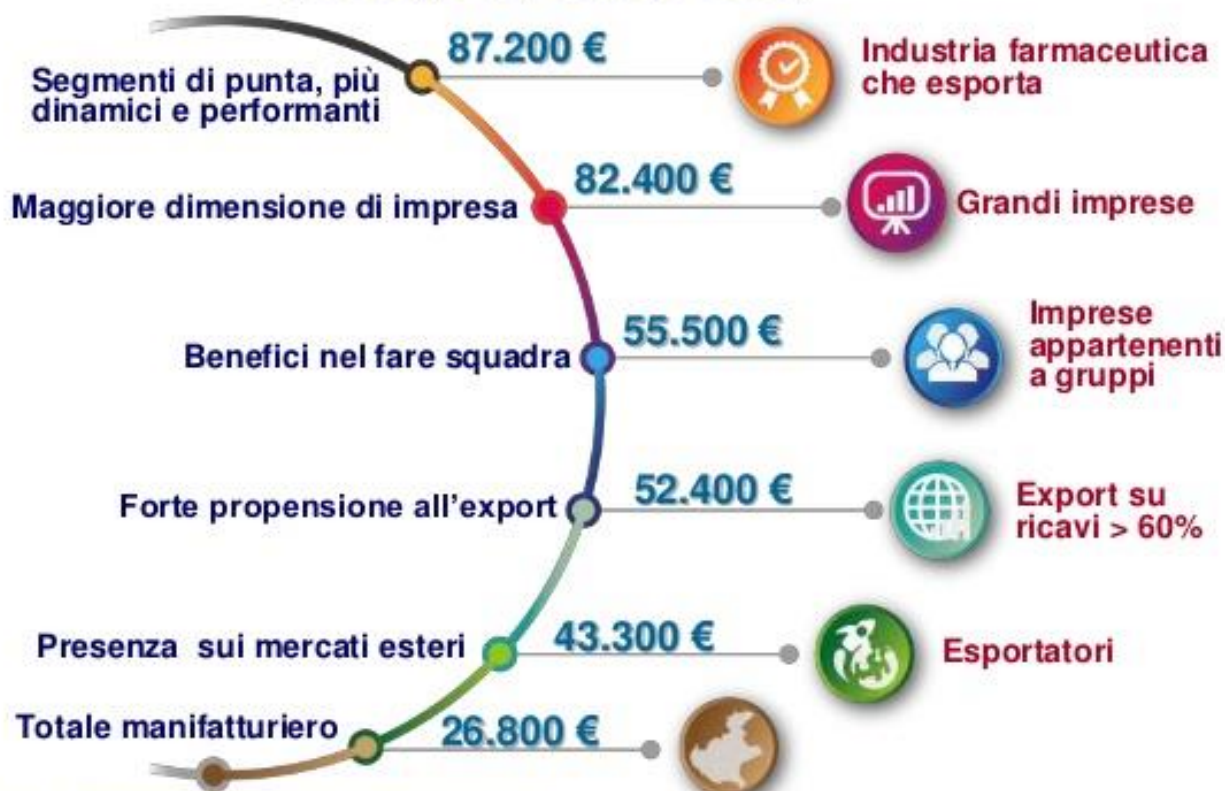 87.200 €
Industria farmaceutica
che esporta
Segmenti di punta, più
dinamici e performanti
82.400 €
Maggiore dimensione di impresa
Grandi imprese
55.500 €
Imprese
appartenenti
a gruppi
Benefici nel fare squadra
52.400 €
Forte propensione all'export
Export su
ricavi > 60%
43.300 €
Presenza sui mercati esteri
Esportatori
Totale manifatturiero
26.800 €